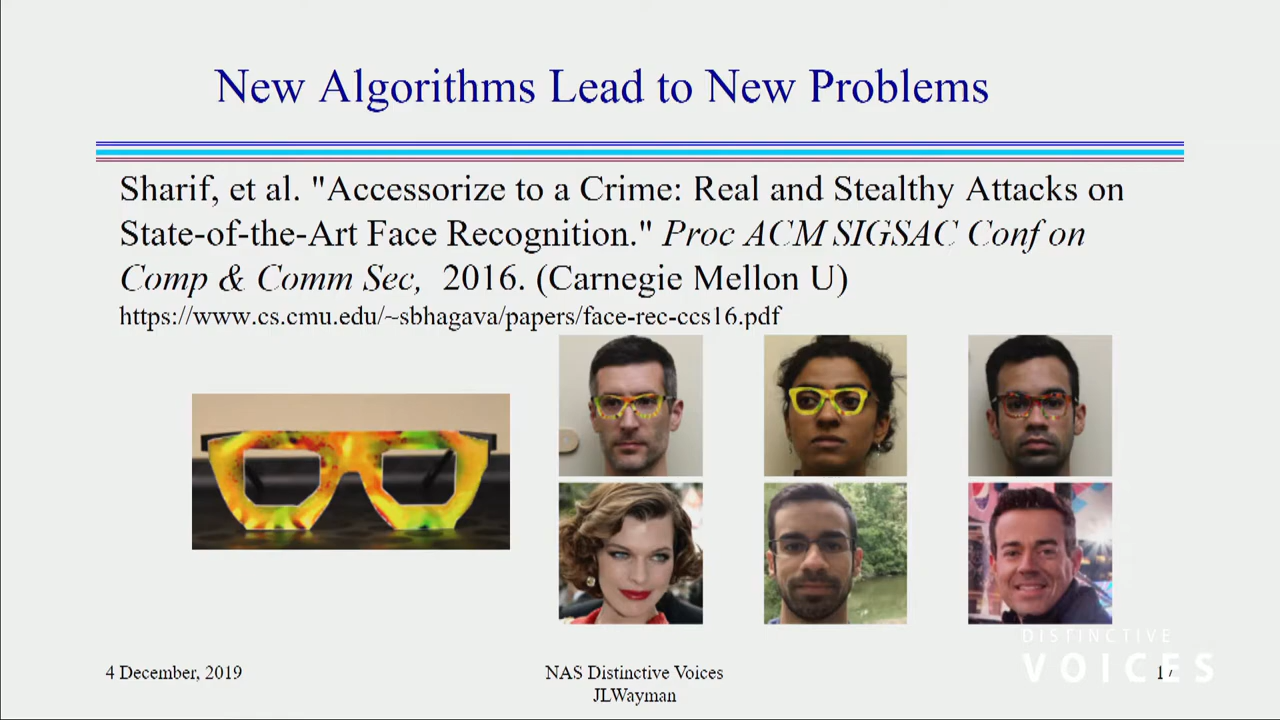 New Algorithms Lead to New Problems
Sharif, et al. "Accessorize to a Crime: Real and Stealthy Attacks on
State-of-the-Art Face Recognition." Proc ACM SIGSAC Conf on
Comp & Comm Sec, 2016. (Carnegie Mellon U)
https://www.cs.cmu.edu/~sbhagava/papers/face-rec-ccs16.pdf
DISTINCTIVE
VOICES
4 December, 2019
NAS Distinctive Voices
JLWayman